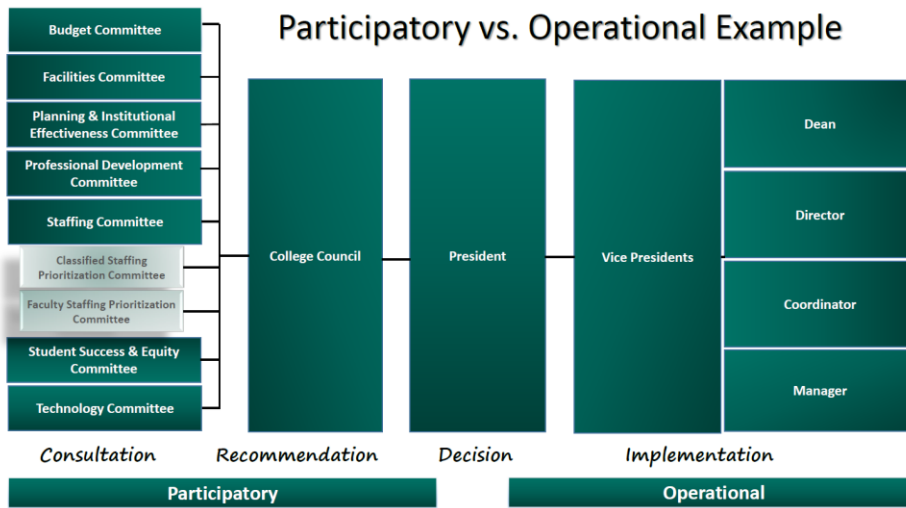 Participatory vs. Operational Example
Budget Committee
Facilities Committee
Planning & Institutional
Effectiveness Committee
Professional Development
Committee
Staffing Committee
Classified Staffing
Prioritization Committee
Faculty Staffing Prioritization
Committee
Student Success & Equity
Committee
Technology Committee
College Council
President
Vice Presidents
Dean
Director
Coordinator
Manager
Consultation
Recommendation
Decision
Implementation
Participatory
Operational